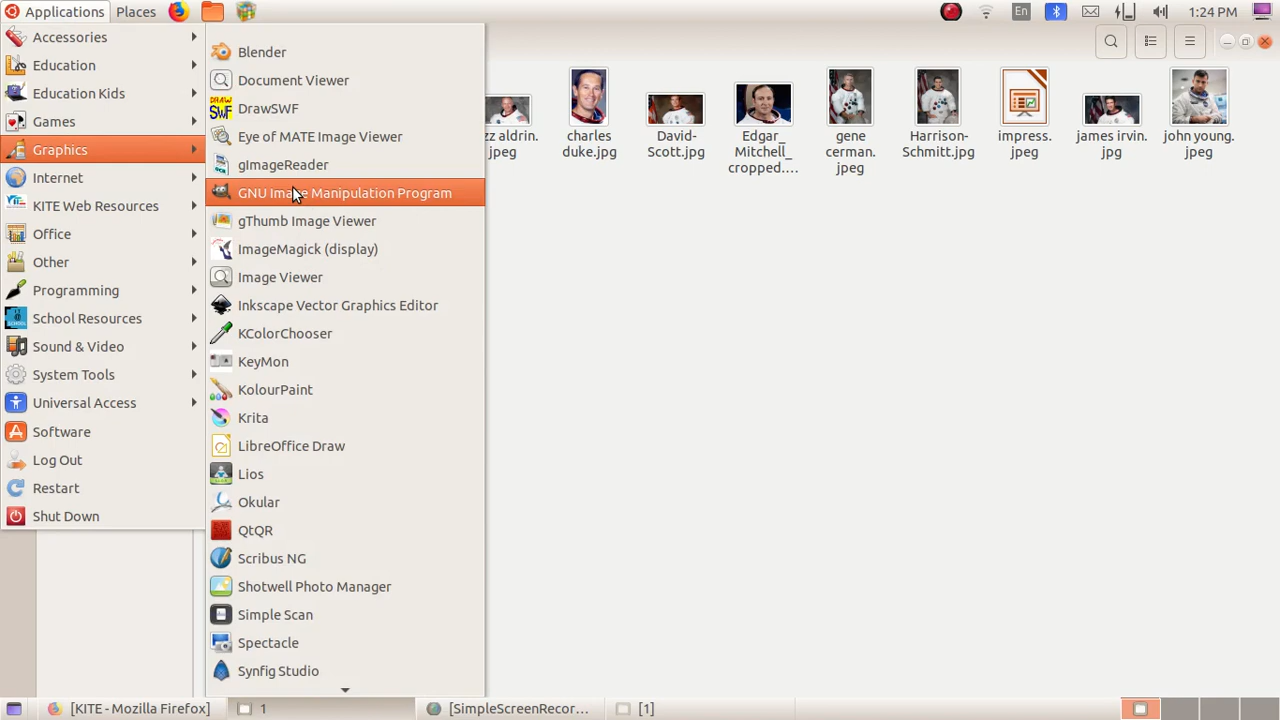 Applications Places En 1:24 PM
Accessories
Education
Education Kids
Games
Graphics
Internet
KITE Web Resources
Office
Other
Programming
School Resources
Sound & Video
System Tools
Universal Access
Software
Log Out
Restart
Shut Down
Blender
Document Viewer
DrawSWF
Eye of MATE Image Viewer
gImageReader
GNU Image Manipulation Program
gThumb Image Viewer
ImageMagick (display)
Image Viewer
Inkscape Vector Graphics Editor
KColorChooser
KeyMon
KolourPaint
Krita
LibreOffice Draw
Lios
Okular
QtQR
Scribus NG
Shotwell Photo Manager
Simple Scan
Spectacle
Synfig Studio
zz aldrin.
jpeg
charles
duke.jpg
David-
Scott.jpg
Edgar_
Mitchell_
cropped....
gene
cerman.
jpeg
Harrison-
Schmitt.jpg
impress.
jpeg
james irvin.
jpg
john young.
jpeg
[KITE - Mozilla Firefox] 1 [SimpleScreenRecor... [1]